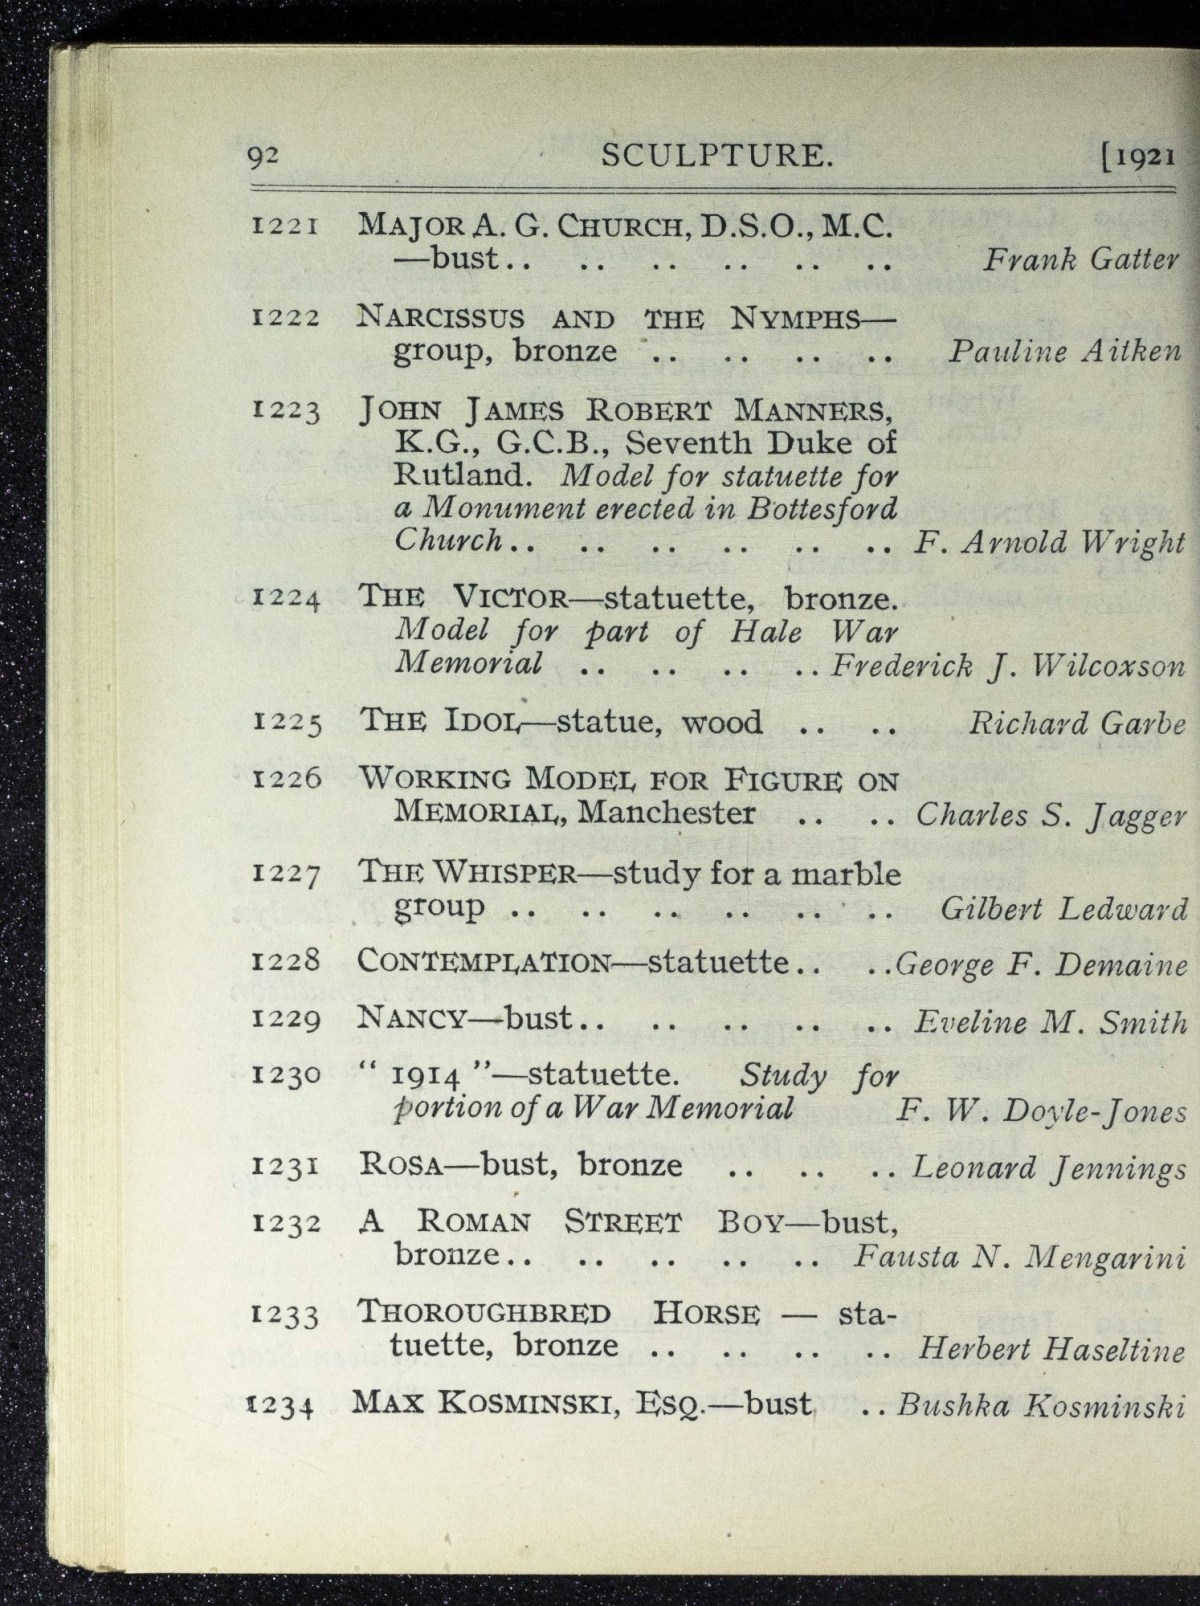 92 SCULPTURE. [1921
1221 MAJOR A. G. CHURCH, D.S.O., M.C.
—bust .. .. .. .. .. .. Frank Gatter
1222 NARCISSUS AND THE NYMPHS—
group, bronze .. .. .. .. Pauline Aitken
1223 JOHN JAMES ROBERT MANNERS,
K.G., G.C.B., Seventh Duke of
Rutland. Model for statuette for
a Monument erected in Bottesford
Church .. .. .. .. .. .. F. Arnold Wright
1224 THE VICTOR—statuette, bronze.
Model for part of Hale War
Memorial .. .. .. .. Frederick J. Wilcoxson
1225 THE IDOL—statue, wood .. .. Richard Garbe
1226 WORKING MODEL FOR FIGURE ON
MEMORIAL, Manchester .. .. Charles S. Jagger
1227 THE WHISPER—study for a marble
group .. .. .. .. .. .. Gilbert Ledward
1228 CONTEMPLATION—statuette .. .. George F. Demaine
1229 NANCY—bust .. .. .. .. .. Eveline M. Smith
1230 " 1914 "—statuette. Study for
portion of a War Memorial F. W. Doyle-Jones
1231 ROSA—bust, bronze .. .. .. Leonard Jennings
1232 A ROMAN STREET BOY—bust,
bronze .. .. .. .. .. Fausta N. Mengarini
1233 THOROUGHBRED HORSE — sta-
tuette, bronze .. .. .. .. Herbert Haseltine
1234 MAX KOSMINSKI, ESQ.—bust .. Bushka Kosminski